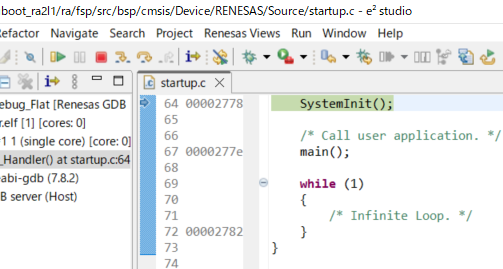 boot_ra2l1/ra/fsp/src/bsp/cmsis/Device/RENESAS/Source/startup.c - e² studio
Refactor Navigate Search Project Renesas Views Run Window Help
startup.c
ebug_Flat [Renesas GDB
r.elf [1] [cores: 0]
1 1 (single core) [core: 0]
_Handler() at startup.c:64
eabi-gdb (7.8.2)
B server (Host)
64 00002778 SystemInit();
65
66 /* Call user application. */
67 0000277e main();
68
69 while (1)
70 {
71 /* Infinite Loop. */
72 00002782 }
73 }
74